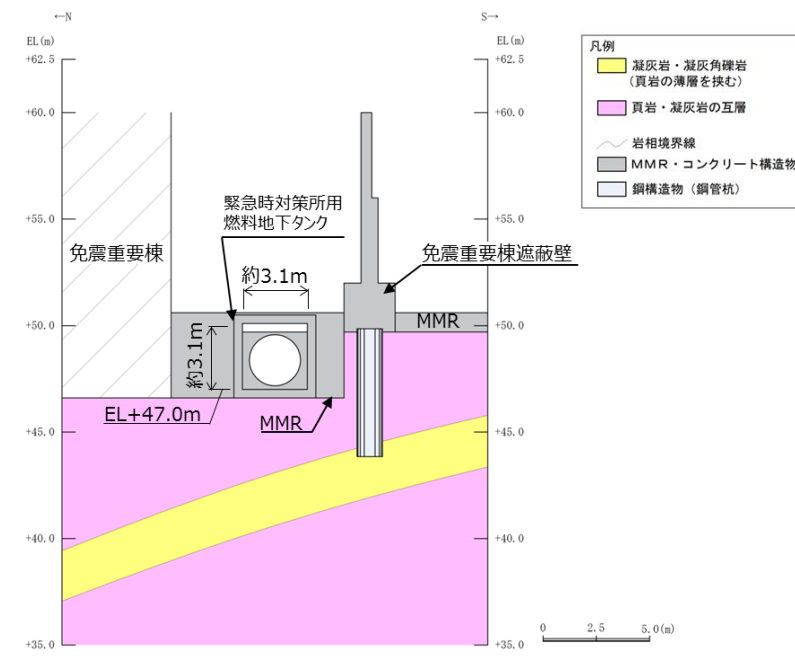 ←N
S→
EL(m)
EL(m)
+62.5
+62.5
+60.0
+60.0
+55.0
+55.0
+50.0
+50.0
+45.0
+45.0
+40.0
+40.0
+35.0
+35.0
凡例
凝灰岩・凝灰角礫岩
(頁岩の薄層を挟む)
頁岩・凝灰岩の互層
岩相境界線
MMR・コンクリート構造物
鋼構造物(鋼管杭)
緊急時対策所用
燃料地下タンク
免震重要棟
免震重要棟遮蔽壁
約3.1m
約3.1m
MMR
EL+47.0m
MMR
0 2.5 5.0(m)